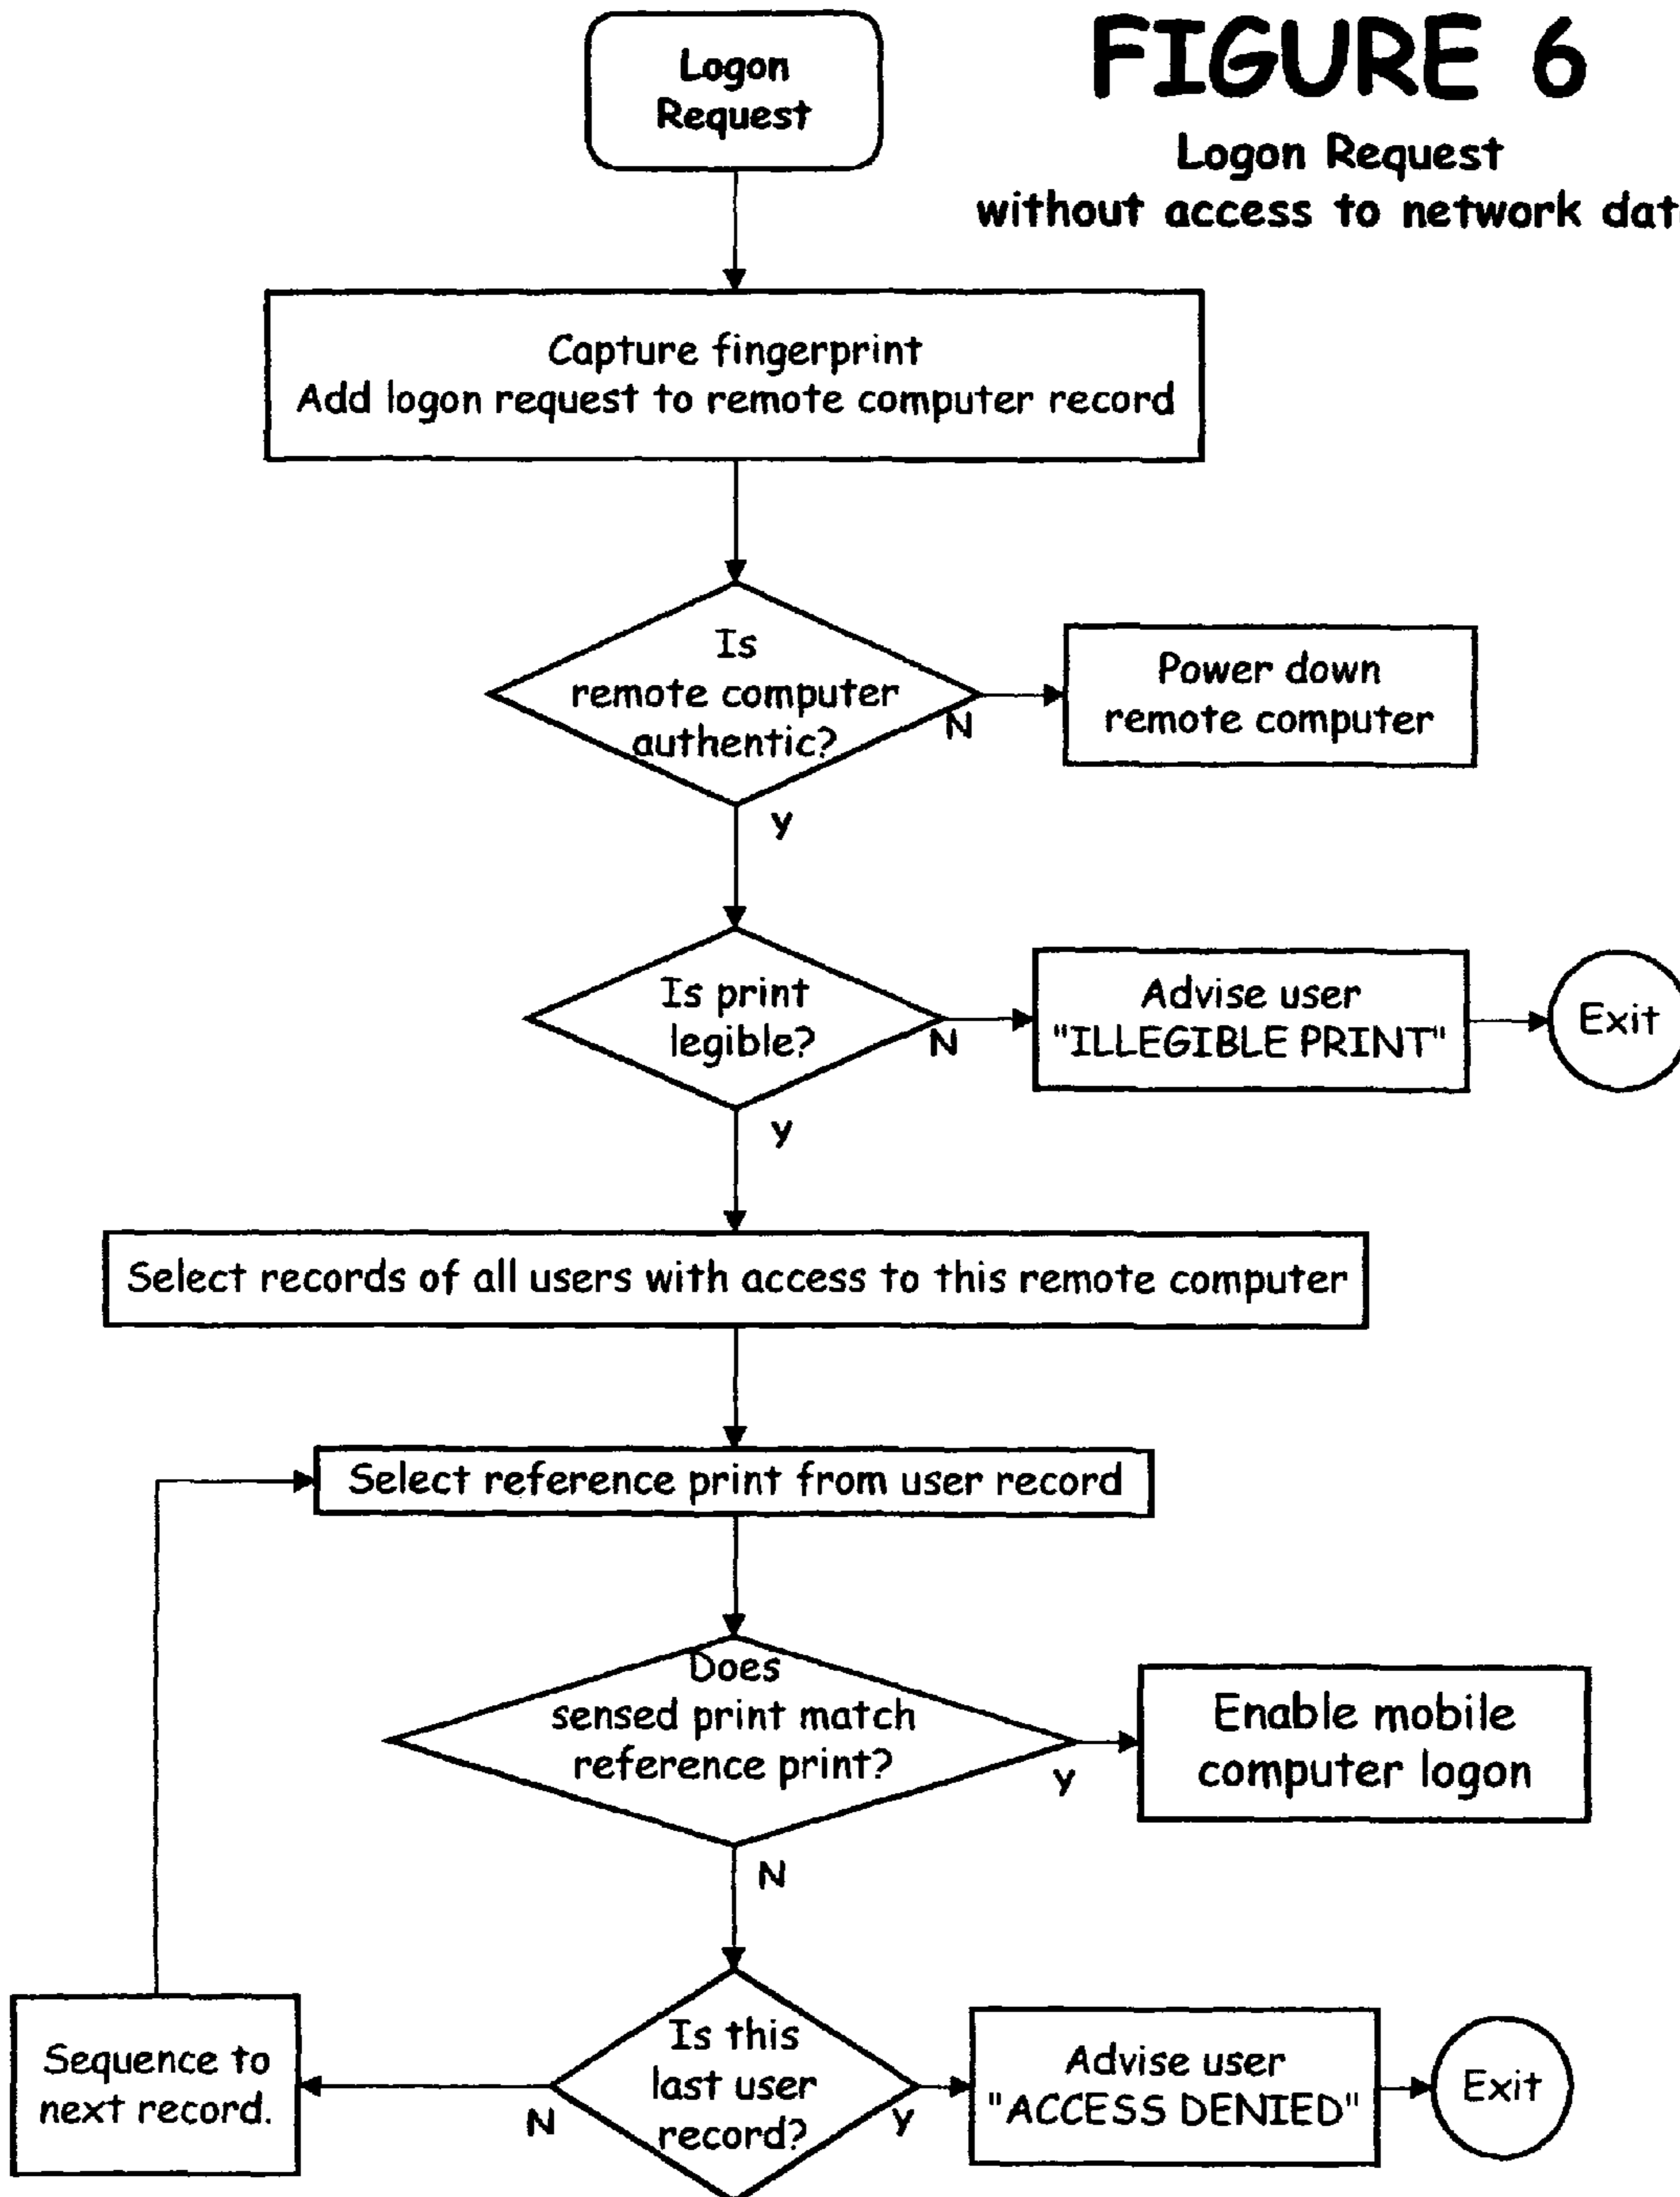 FIGURE 6
Logon Request
without access to network dat
Logon
Request
Capture fingerprint
Add logon request to remote computer record
Is
remote computer
authentic?
N
Power down
remote computer
y
Is print
legible?
N
Advise user
"ILLEGIBLE PRINT"
Exit
y
Select records of all users with access to this remote computer
Select reference print from user record
Does
sensed print match
reference print?
y
Enable mobile
computer logon
N
Is this
last user
record?
N
Sequence to
next record.
y
Advise user
"ACCESS DENIED"
Exit